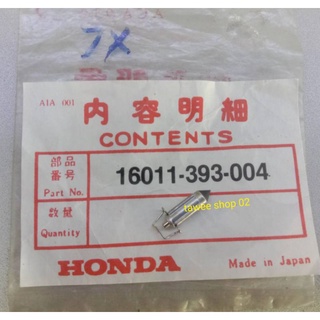 JX
A1A 001
内容明細
CONTENTS
部品
番号
Part No.
16011-393-004
tawee shop 02
数量
Quantity
HONDA
Made in Japan